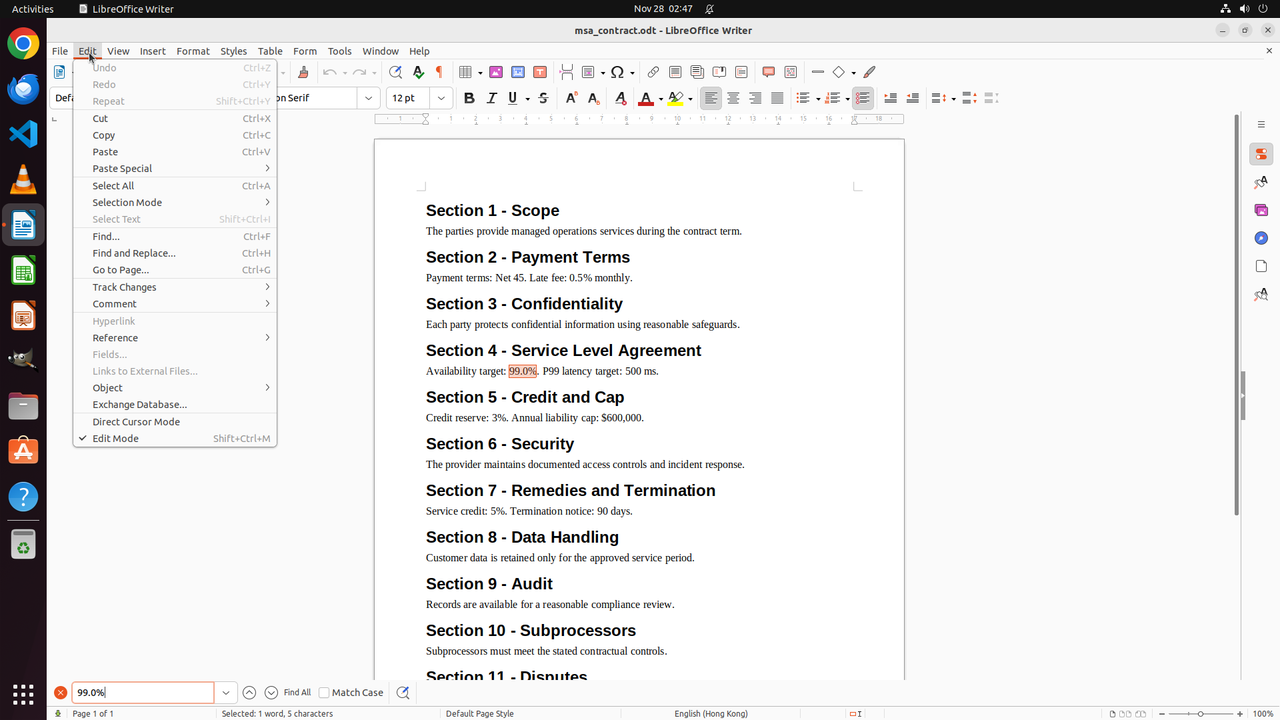 Activities
LibreOffice Writer
Nov 28 02:47
msa_contract.odt - LibreOffice Writer
File Edit View Insert Format Styles Table Form Tools Window Help
Undo Ctrl+Z
Redo Ctrl+Y
Repeat Shift+Ctrl+Y
Cut Ctrl+X
Copy Ctrl+C
Paste Ctrl+V
Paste Special
Select All Ctrl+A
Selection Mode
Select Text Shift+Ctrl+I
Find... Ctrl+F
Find and Replace... Ctrl+H
Go to Page... Ctrl+G
Track Changes
Comment
Hyperlink
Reference
Fields...
Links to External Files...
Object
Exchange Database...
Direct Cursor Mode
Edit Mode Shift+Ctrl+M
12 pt
Section 1 - Scope
The parties provide managed operations services during the contract term.
Section 2 - Payment Terms
Payment terms: Net 45. Late fee: 0.5% monthly.
Section 3 - Confidentiality
Each party protects confidential information using reasonable safeguards.
Section 4 - Service Level Agreement
Availability target: 99.0%. P99 latency target: 500 ms.
Section 5 - Credit and Cap
Credit reserve: 3%. Annual liability cap: $600,000.
Section 6 - Security
The provider maintains documented access controls and incident response.
Section 7 - Remedies and Termination
Service credit: 5%. Termination notice: 90 days.
Section 8 - Data Handling
Customer data is retained only for the approved service period.
Section 9 - Audit
Records are available for a reasonable compliance review.
Section 10 - Subprocessors
Subprocessors must meet the stated contractual controls.
Section 11 - Disputes
99.0%
Find All
Match Case
Page 1 of 1
Selected: 1 word, 5 characters
Default Page Style
English (Hong Kong)
100%